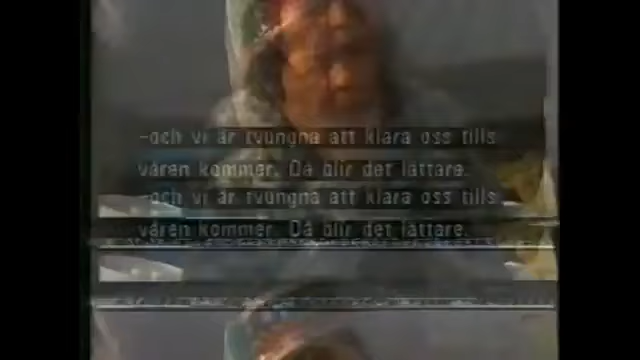 -och vi är tvungna att klara oss tills
våren kommer. Då blir det lättare.
-och vi är tvungna att klara oss tills
våren kommer. Då blir det lättare.